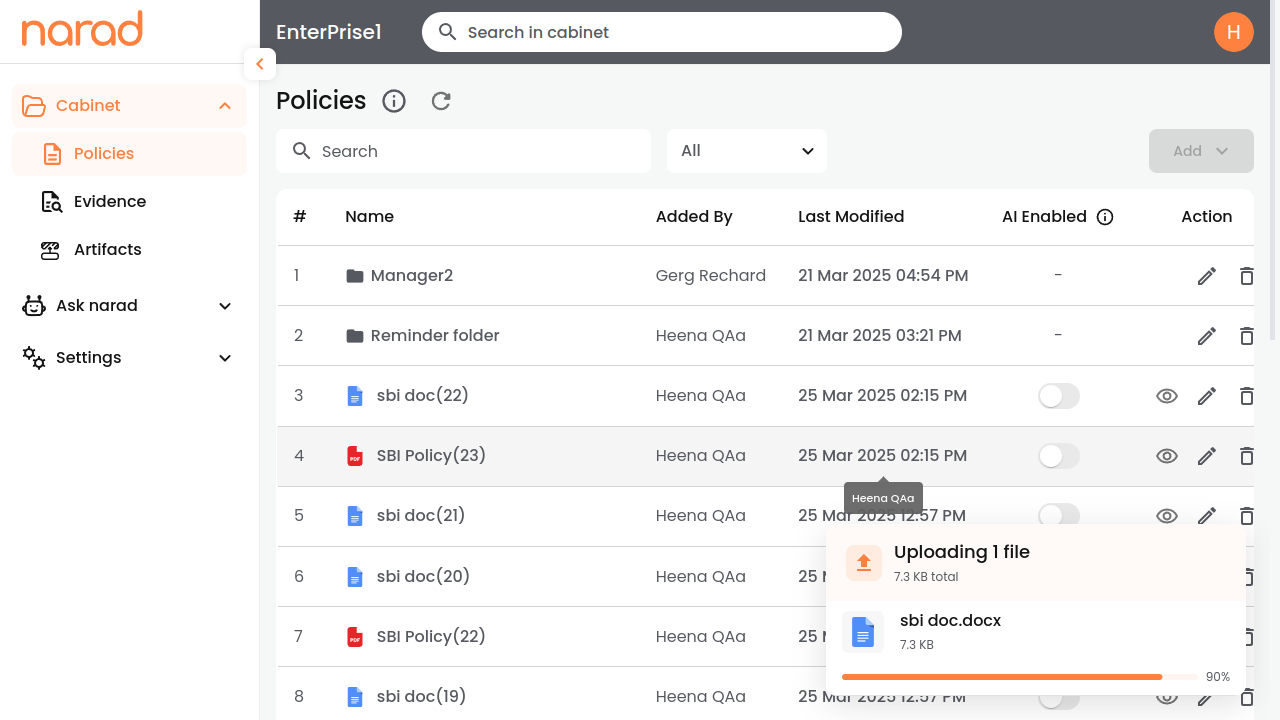 narad
EnterPrise1
Search in cabinet
H
Cabinet
Policies
Evidence
Artifacts
Ask narad
Settings
Policies
Search
All
Add
# Name Added By Last Modified AI Enabled Action
1 Manager2 Gerg Rechard 21 Mar 2025 04:54 PM -
2 Reminder folder Heena QAa 21 Mar 2025 03:21 PM -
3 sbi doc(22) Heena QAa 25 Mar 2025 02:15 PM
4 PDF SBI Policy(23) Heena QAa 25 Mar 2025 02:15 PM
Heena QAa
5 sbi doc(21) Heena QAa 25 Mar 2025 12:57 PM
6 sbi doc(20) Heena QAa 25
7 PDF SBI Policy(22) Heena QAa 25
8 sbi doc(19) Heena QAa 25 Mar 2025 12:57 PM
Uploading 1 file
7.3 KB total
sbi doc.docx
7.3 KB
90%